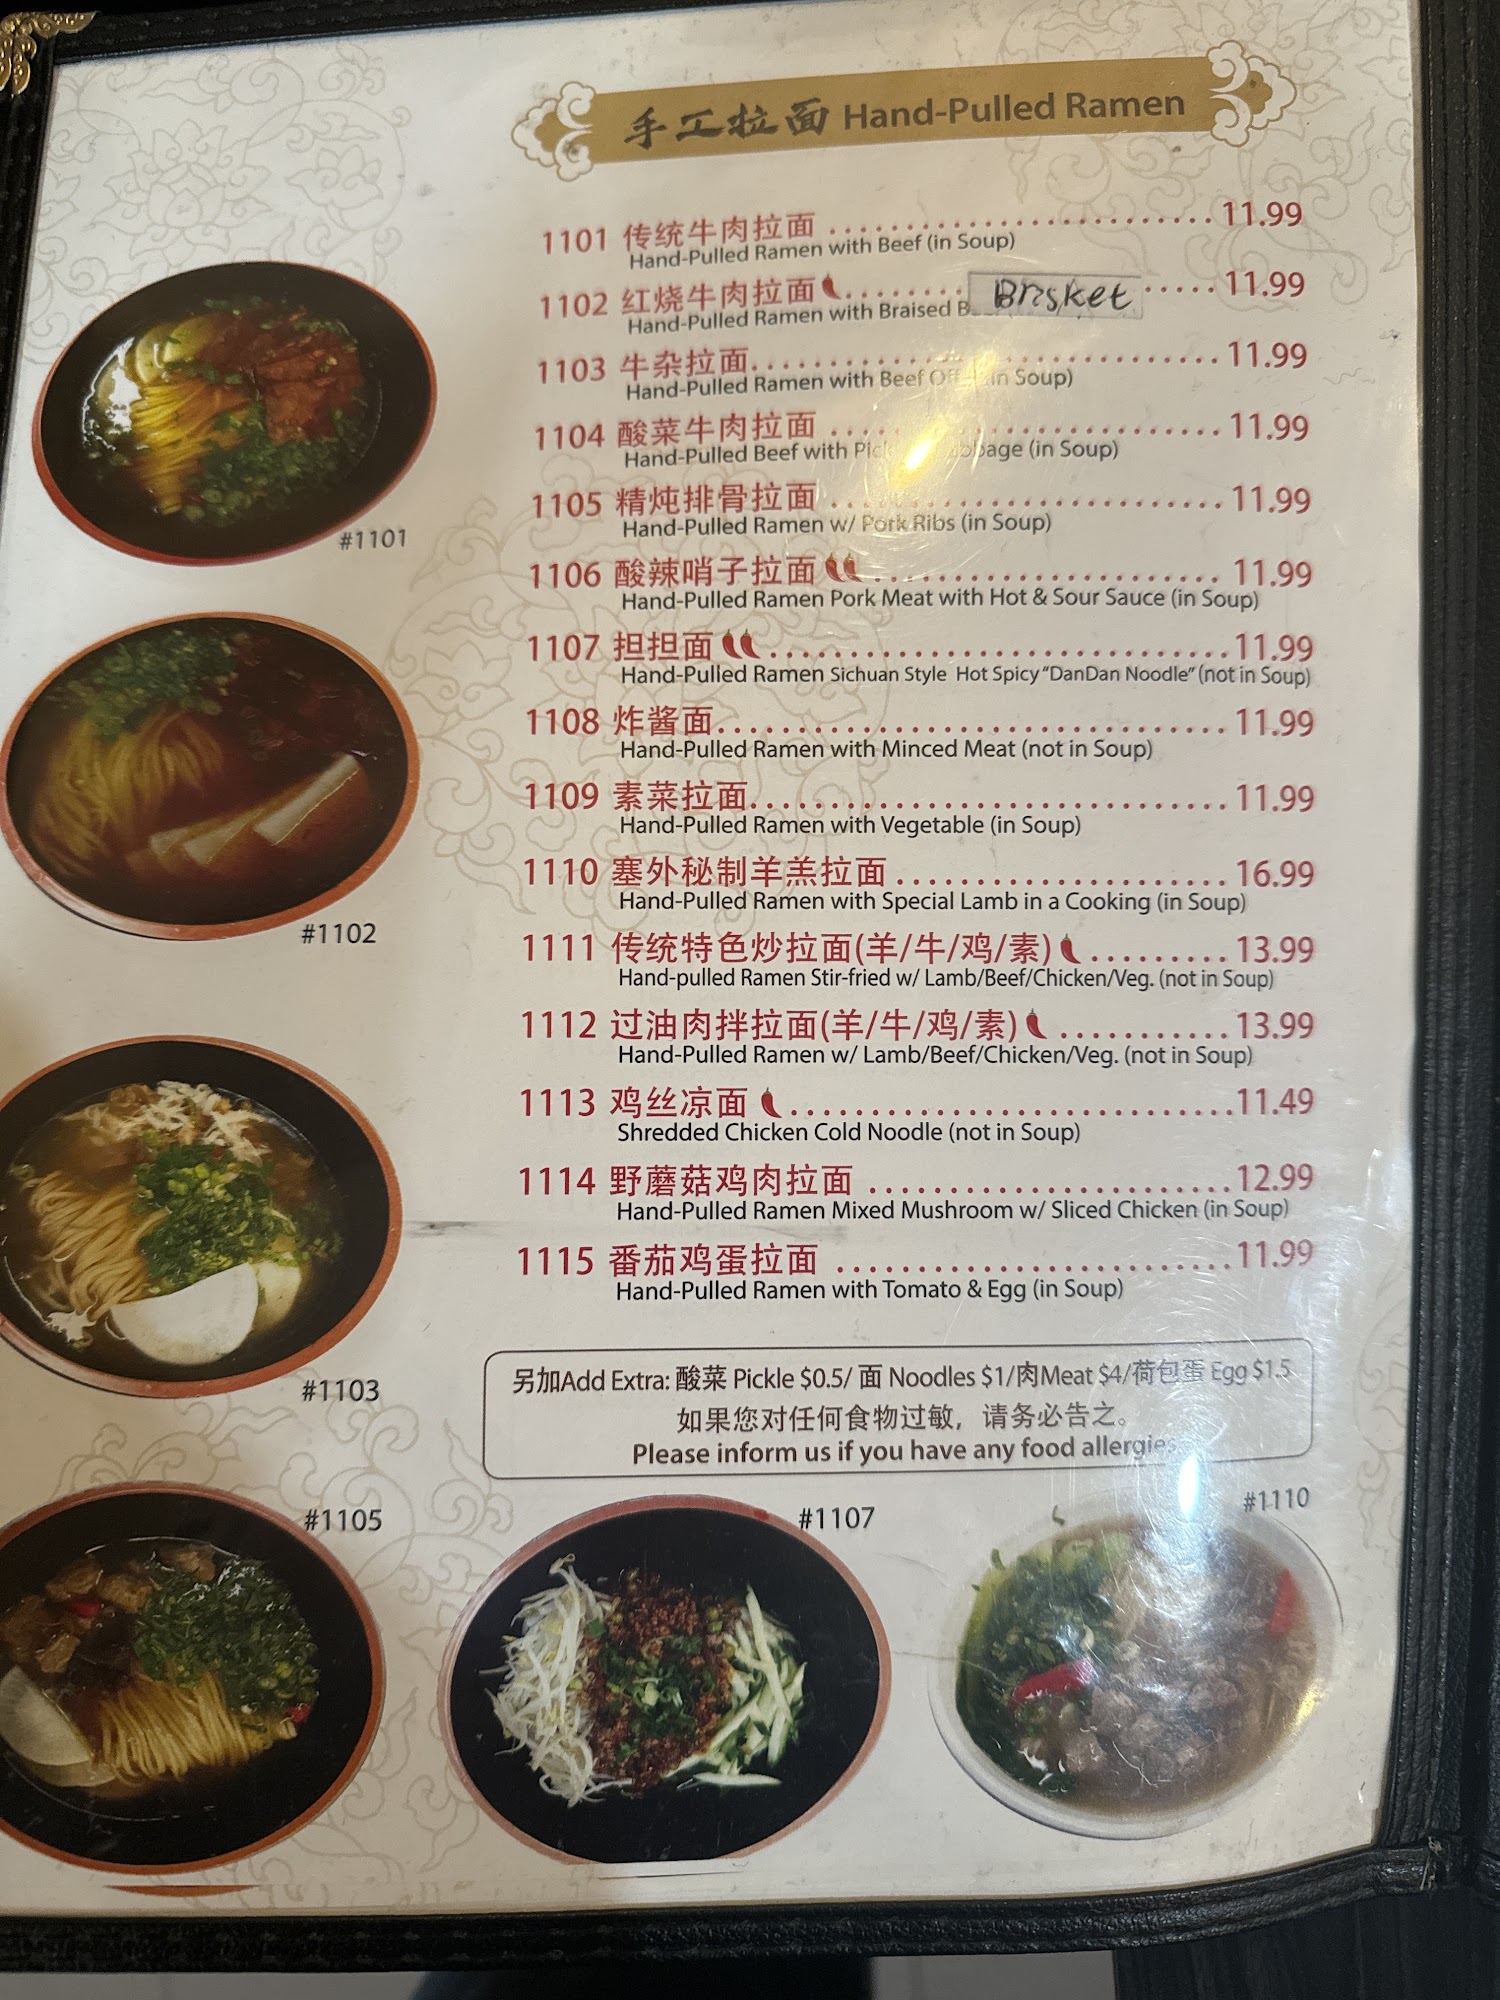 手工拉面 Hand-Pulled Ramen
1101 传统牛肉拉面 11.99
Hand-Pulled Ramen with Beef (in Soup)
1102 红烧牛肉拉面 11.99
Hand-Pulled Ramen with Braised Brisket
1103 牛杂拉面 11.99
Hand-Pulled Ramen with Beef in Soup)
1104 酸菜牛肉拉面 11.99
Hand-Pulled Beef with (in Soup)
1105 精炖排骨拉面 11.99
Hand-Pulled Ramen w/ Pork Ribs (in Soup)
1106 酸辣哨子拉面 11.99
Hand-Pulled Ramen Pork Meat with Hot & Sour Sauce (in Soup)
1107 担担面 11.99
Hand-Pulled Ramen Sichuan Style Hot Spicy "DanDan Noodle" (not in Soup)
1108 炸酱面 11.99
Hand-Pulled Ramen with Minced Meat (not in Soup)
1109 素菜拉面 11.99
Hand-Pulled Ramen with Vegetable (in Soup)
1110 塞外秘制羊羔拉面 16.99
Hand-Pulled Ramen with Special Lamb in a Cooking (in Soup)
1111 传统特色炒拉面(羊/牛/鸡/素) 13.99
Hand-pulled Ramen Stir-fried w/ Lamb/Beef/Chicken/Veg. (not in Soup)
1112 过油肉拌拉面(羊/牛/鸡/素) 13.99
Hand-Pulled Ramen w/ Lamb/Beef/Chicken/Veg. (not in Soup)
1113 鸡丝凉面 11.49
Shredded Chicken Cold Noodle (not in Soup)
1114 野蘑菇鸡肉拉面 12.99
Hand-Pulled Ramen Mixed Mushroom w/ Sliced Chicken (in Soup)
1115 番茄鸡蛋拉面 11.99
Hand-Pulled Ramen with Tomato & Egg (in Soup)
另加Add Extra: 酸菜 Pickle $0.5/ 面 Noodles $1/肉Meat $4/荷包蛋 Egg $1.5
如果您对任何食物过敏，请务必告之。
Please inform us if you have any food allergies
#1101
#1102
#1103
#1105
#1107
#1110